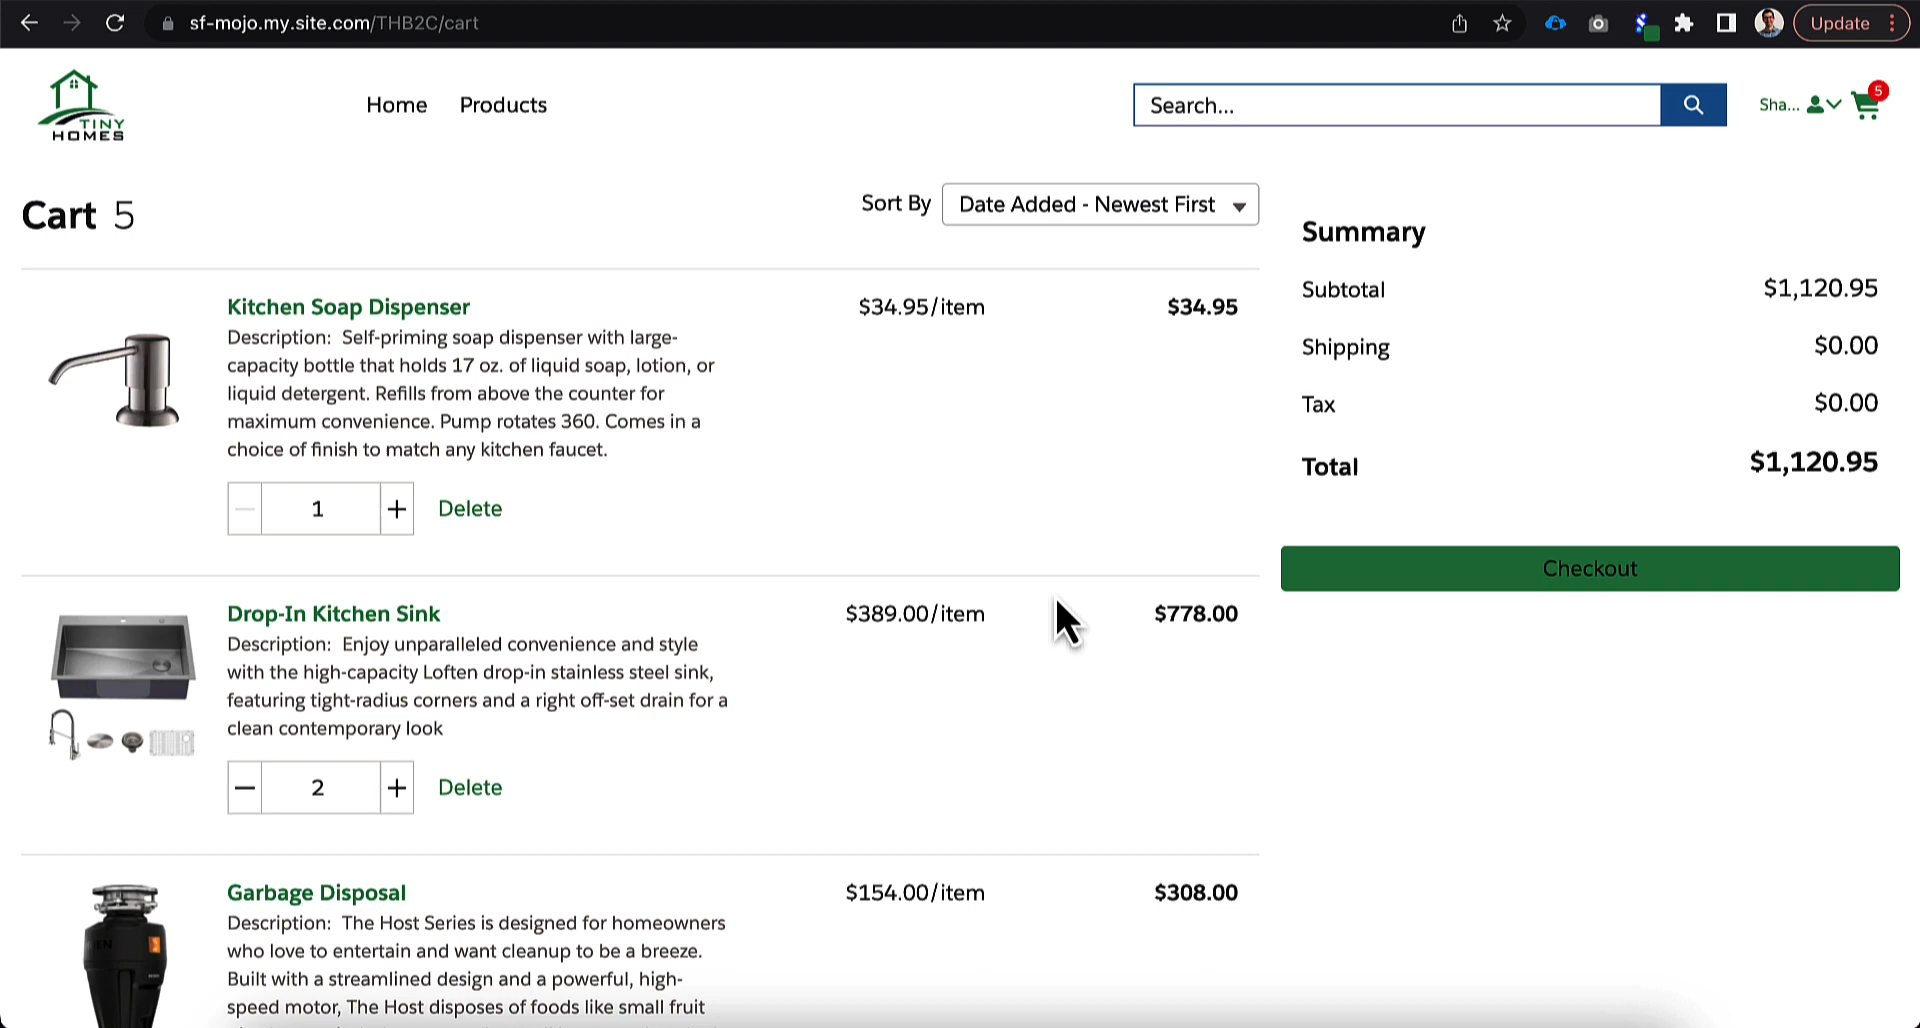 sf-mojo.my.site.com/THB2C/cart
Update
TINY
HOMES
Home
Products
Search...
Sha...
5
Cart 5
Sort By
Date Added - Newest First
Kitchen Soap Dispenser
$34.95/item
$34.95
Description: Self-priming soap dispenser with large-
capacity bottle that holds 17 oz. of liquid soap, lotion, or
liquid detergent. Refills from above the counter for
maximum convenience. Pump rotates 360. Comes in a
choice of finish to match any kitchen faucet.
1
Delete
Drop-In Kitchen Sink
$389.00/item
$778.00
Description: Enjoy unparalleled convenience and style
with the high-capacity Loften drop-in stainless steel sink,
featuring tight-radius corners and a right off-set drain for a
clean contemporary look
2
Delete
Garbage Disposal
$154.00/item
$308.00
Description: The Host Series is designed for homeowners
who love to entertain and want cleanup to be a breeze.
Built with a streamlined design and a powerful, high-
speed motor, The Host disposes of foods like small fruit
Summary
Subtotal
$1,120.95
Shipping
$0.00
Tax
$0.00
Total
$1,120.95
Checkout